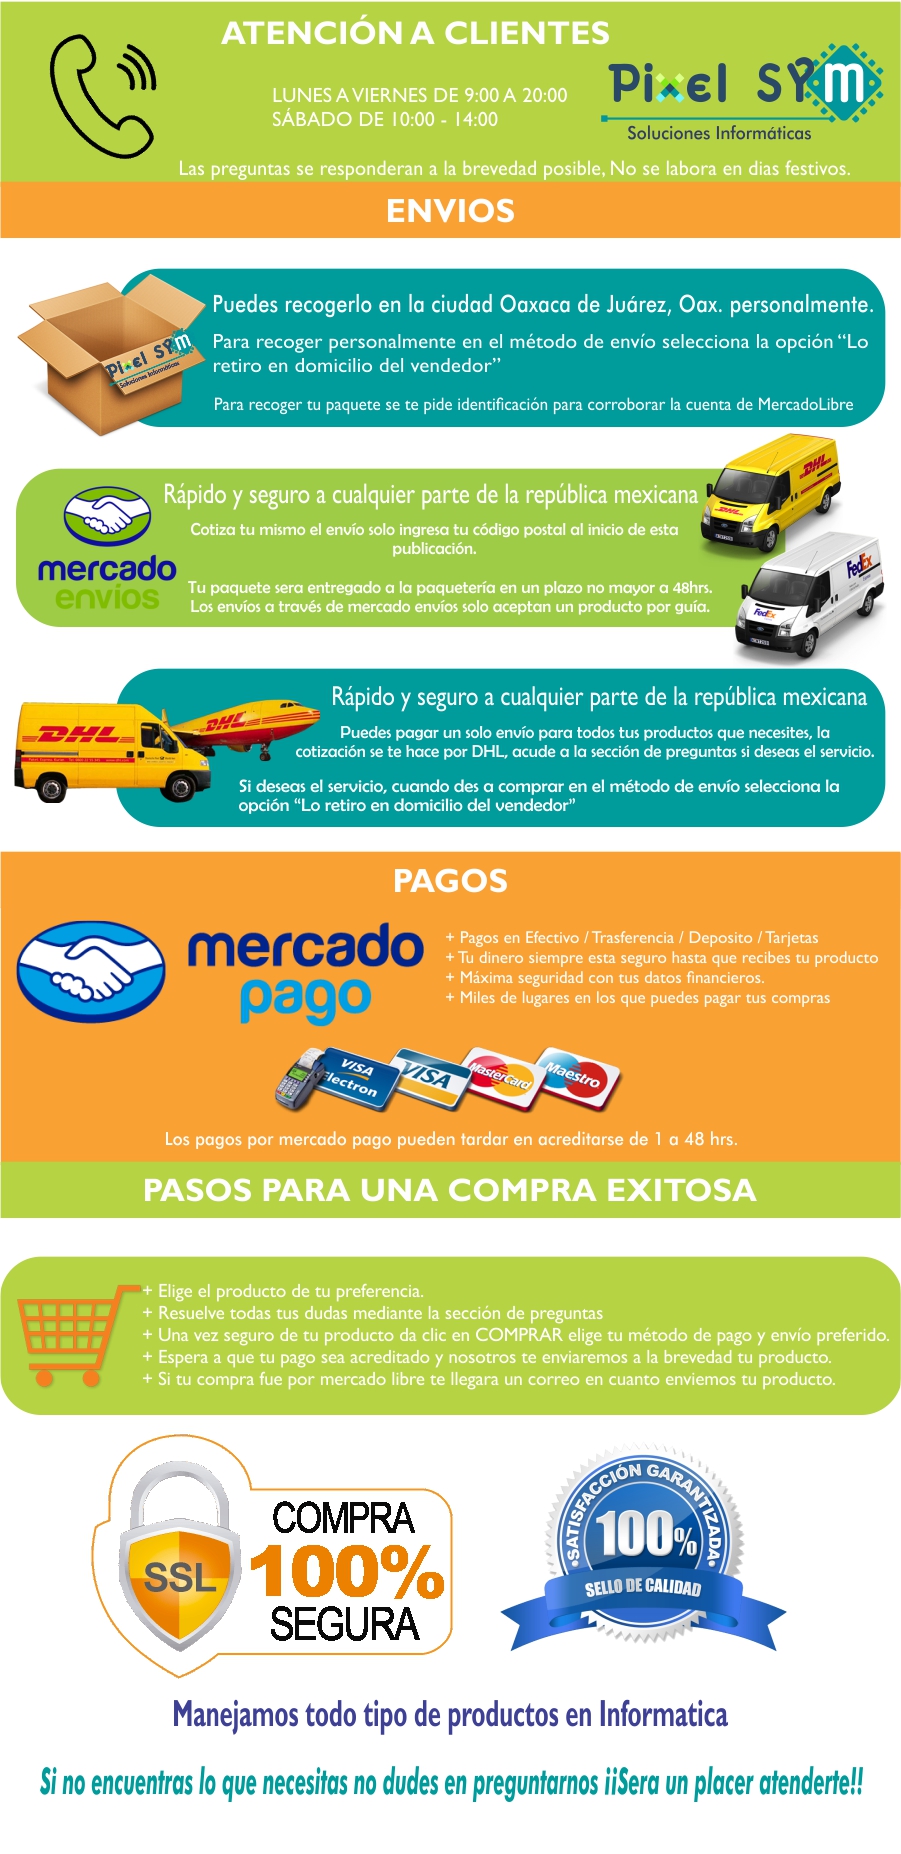 ATENCIÓN A CLIENTES
LUNES A VIERNES DE 9:00 A 20:00
SÁBADO DE 10:00 - 14:00
Pixel SYm
Soluciones Informáticas
Las preguntas se responderan a la brevedad posible, No se labora en dias festivos.
ENVIOS
Puedes recogerlo en la ciudad Oaxaca de Juárez, Oax. personalmente.
Para recoger personalmente en el método de envío selecciona la opción “Lo
retiro en domicilio del vendedor”
Para recoger tu paquete se te pide identificación para corroborar la cuenta de MercadoLibre
Pixel SYm
Soluciones Informáticas
Rápido y seguro a cualquier parte de la república mexicana
Cotiza tu mismo el envío solo ingresa tu código postal al inicio de esta
publicación.
Tu paquete sera entregado a la paquetería en un plazo no mayor a 48hrs.
Los envíos a través de mercado envíos solo aceptan un producto por guía.
mercado
envios
DHL
DHL
FedEx
FedEx
Rápido y seguro a cualquier parte de la república mexicana
Puedes pagar un solo envío para todos tus productos que necesites, la
cotización se te hace por DHL, acude a la sección de preguntas si deseas el servicio.
Si deseas el servicio, cuando des a comprar en el método de envío selecciona la
opción “Lo retiro en domicilio del vendedor”
DHL
DHL
PAGOS
mercado
pago
+ Pagos en Efectivo / Trasferencia / Deposito / Tarjetas
+ Tu dinero siempre esta seguro hasta que recibes tu producto
+ Máxima seguridad con tus datos financieros.
+ Miles de lugares en los que puedes pagar tus compras
VISA
Electron
VISA
MasterCard
Maestro
Los pagos por mercado pago pueden tardar en acreditarse de 1 a 48 hrs.
PASOS PARA UNA COMPRA EXITOSA
+ Elige el producto de tu preferencia.
+ Resuelve todas tus dudas mediante la sección de preguntas
+ Una vez seguro de tu producto da clic en COMPRAR elige tu método de pago y envío preferido.
+ Espera a que tu pago sea acreditado y nosotros te enviaremos a la brevedad tu producto.
+ Si tu compra fue por mercado libre te llegara un correo en cuanto enviemos tu producto.
SSL
COMPRA
100%
SEGURA
SATISFACCIÓN GARANTIZADA
100%
SELLO DE CALIDAD
Manejamos todo tipo de productos en Informatica
Si no encuentras lo que necesitas no dudes en preguntarnos ¡¡Sera un placer atenderte!!